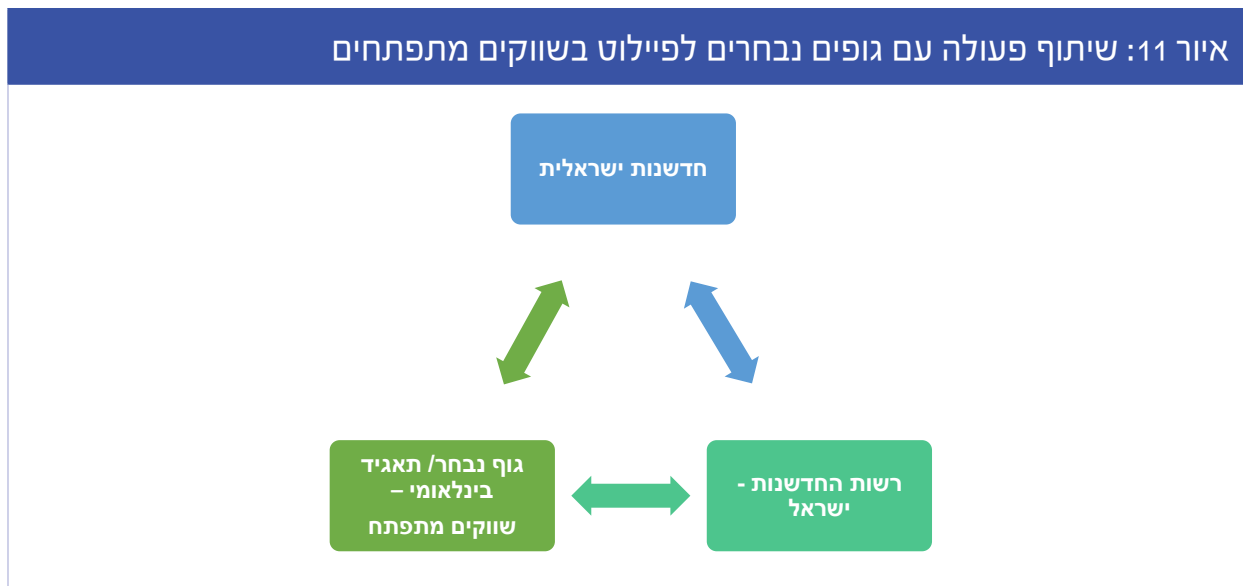 איור 11: שיתוף פעולה עם גופים נבחרים לפיילוט בשווקים מתפתחים
חדשנות ישראלית
רשות החדשנות -
ישראל
גוף נבחר/ תאגיד
בינלאומי –
שווקים מתפתח